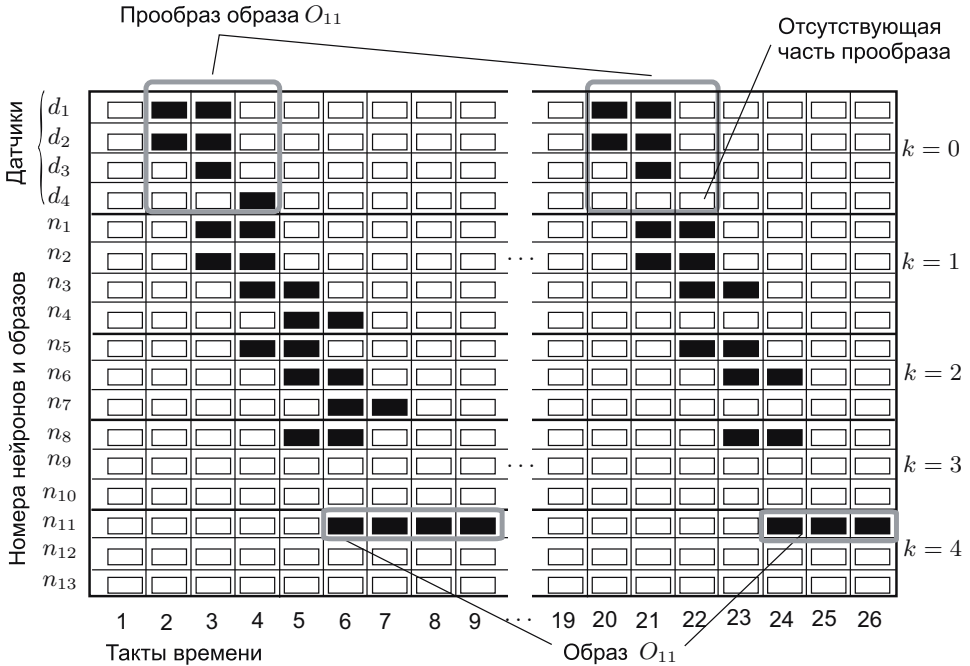 Прообраз образа O₁₁
Отсутствующая
часть прообраза
Датчики
d₁
d₂
d₃
d₄
k = 0
Номера нейронов и образов
n₁
n₂
n₃
n₄
... k = 1
n₅
n₆
n₇
k = 2
n₈
n₉
n₁₀
... k = 3
n₁₁
n₁₂
n₁₃
k = 4
1 2 3 4 5 6 7 8 9 ... 19 20 21 22 23 24 25 26
Такты времени
Образ O₁₁